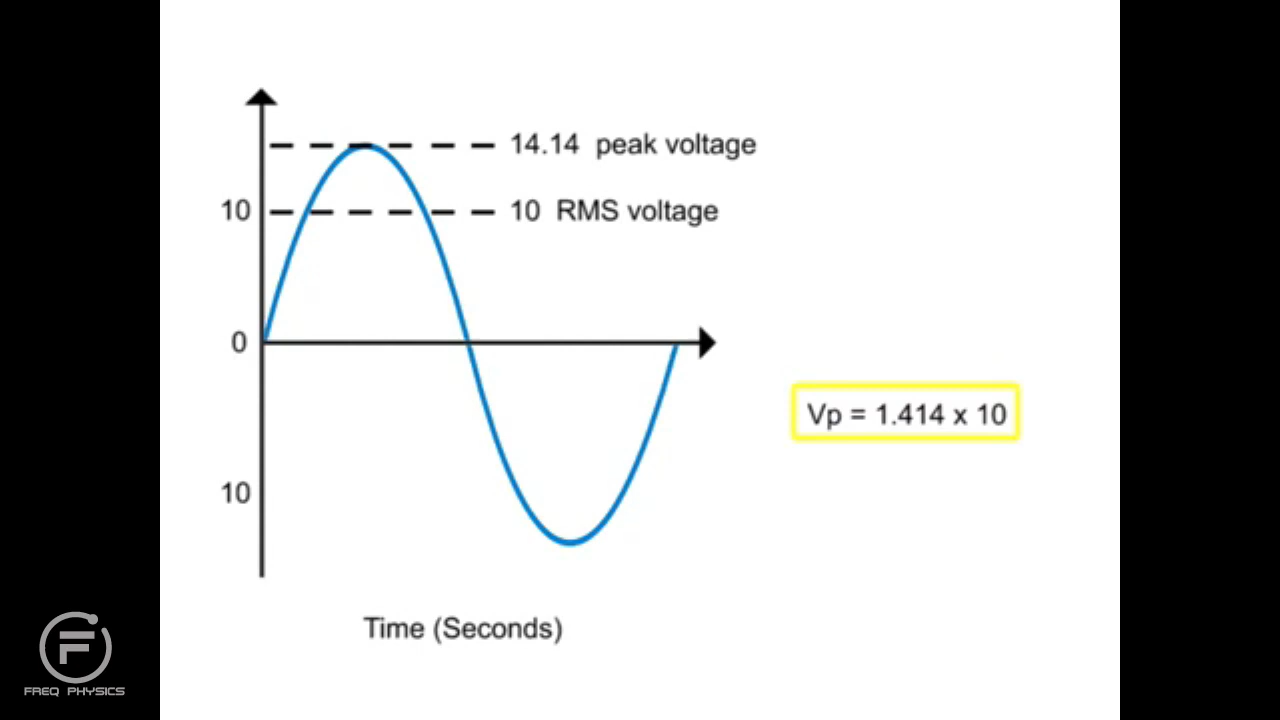 14.14 peak voltage
10
10 RMS voltage
0
Vp = 1.414 x 10
10
Time (Seconds)
F
FREQ PHYSICS